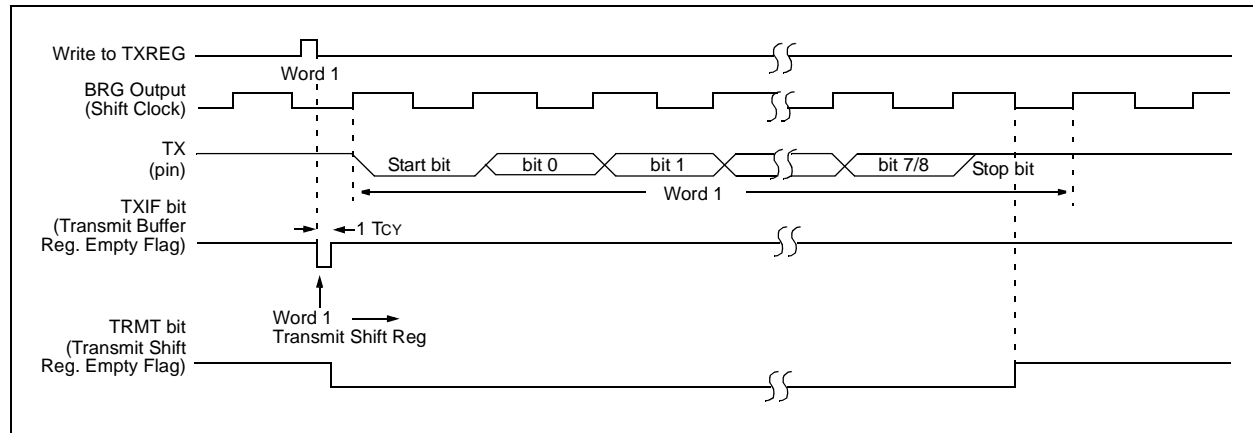 Write to TXREG
Word 1
BRG Output
(Shift Clock)
TX
(pin)
Start bit
bit 0
bit 1
bit 7/8
Stop bit
Word 1
TXIF bit
(Transmit Buffer
Reg. Empty Flag)
1 TCY
Word 1
Transmit Shift Reg
TRMT bit
(Transmit Shift
Reg. Empty Flag)